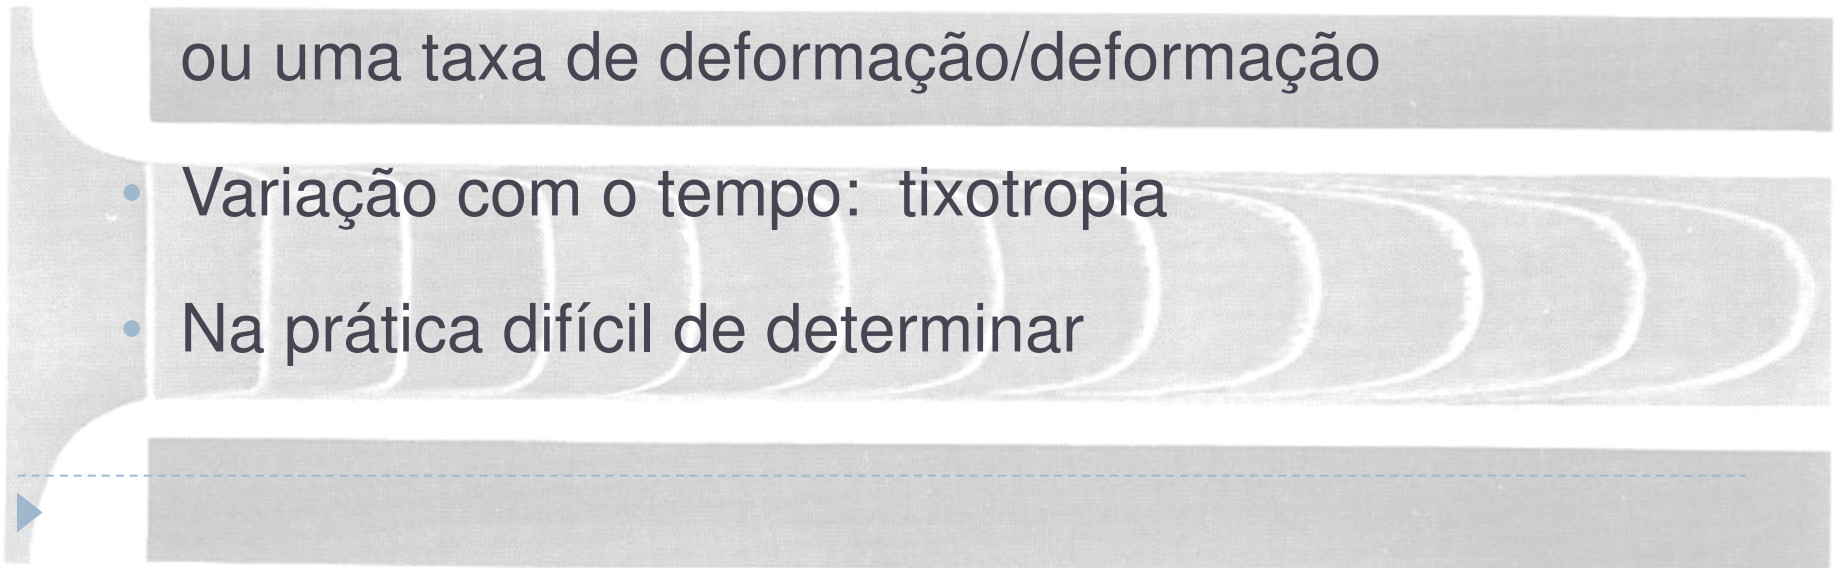 ou uma taxa de deformação/deformação
• Variação com o tempo:  tixotropia
• Na prática difícil de determinar